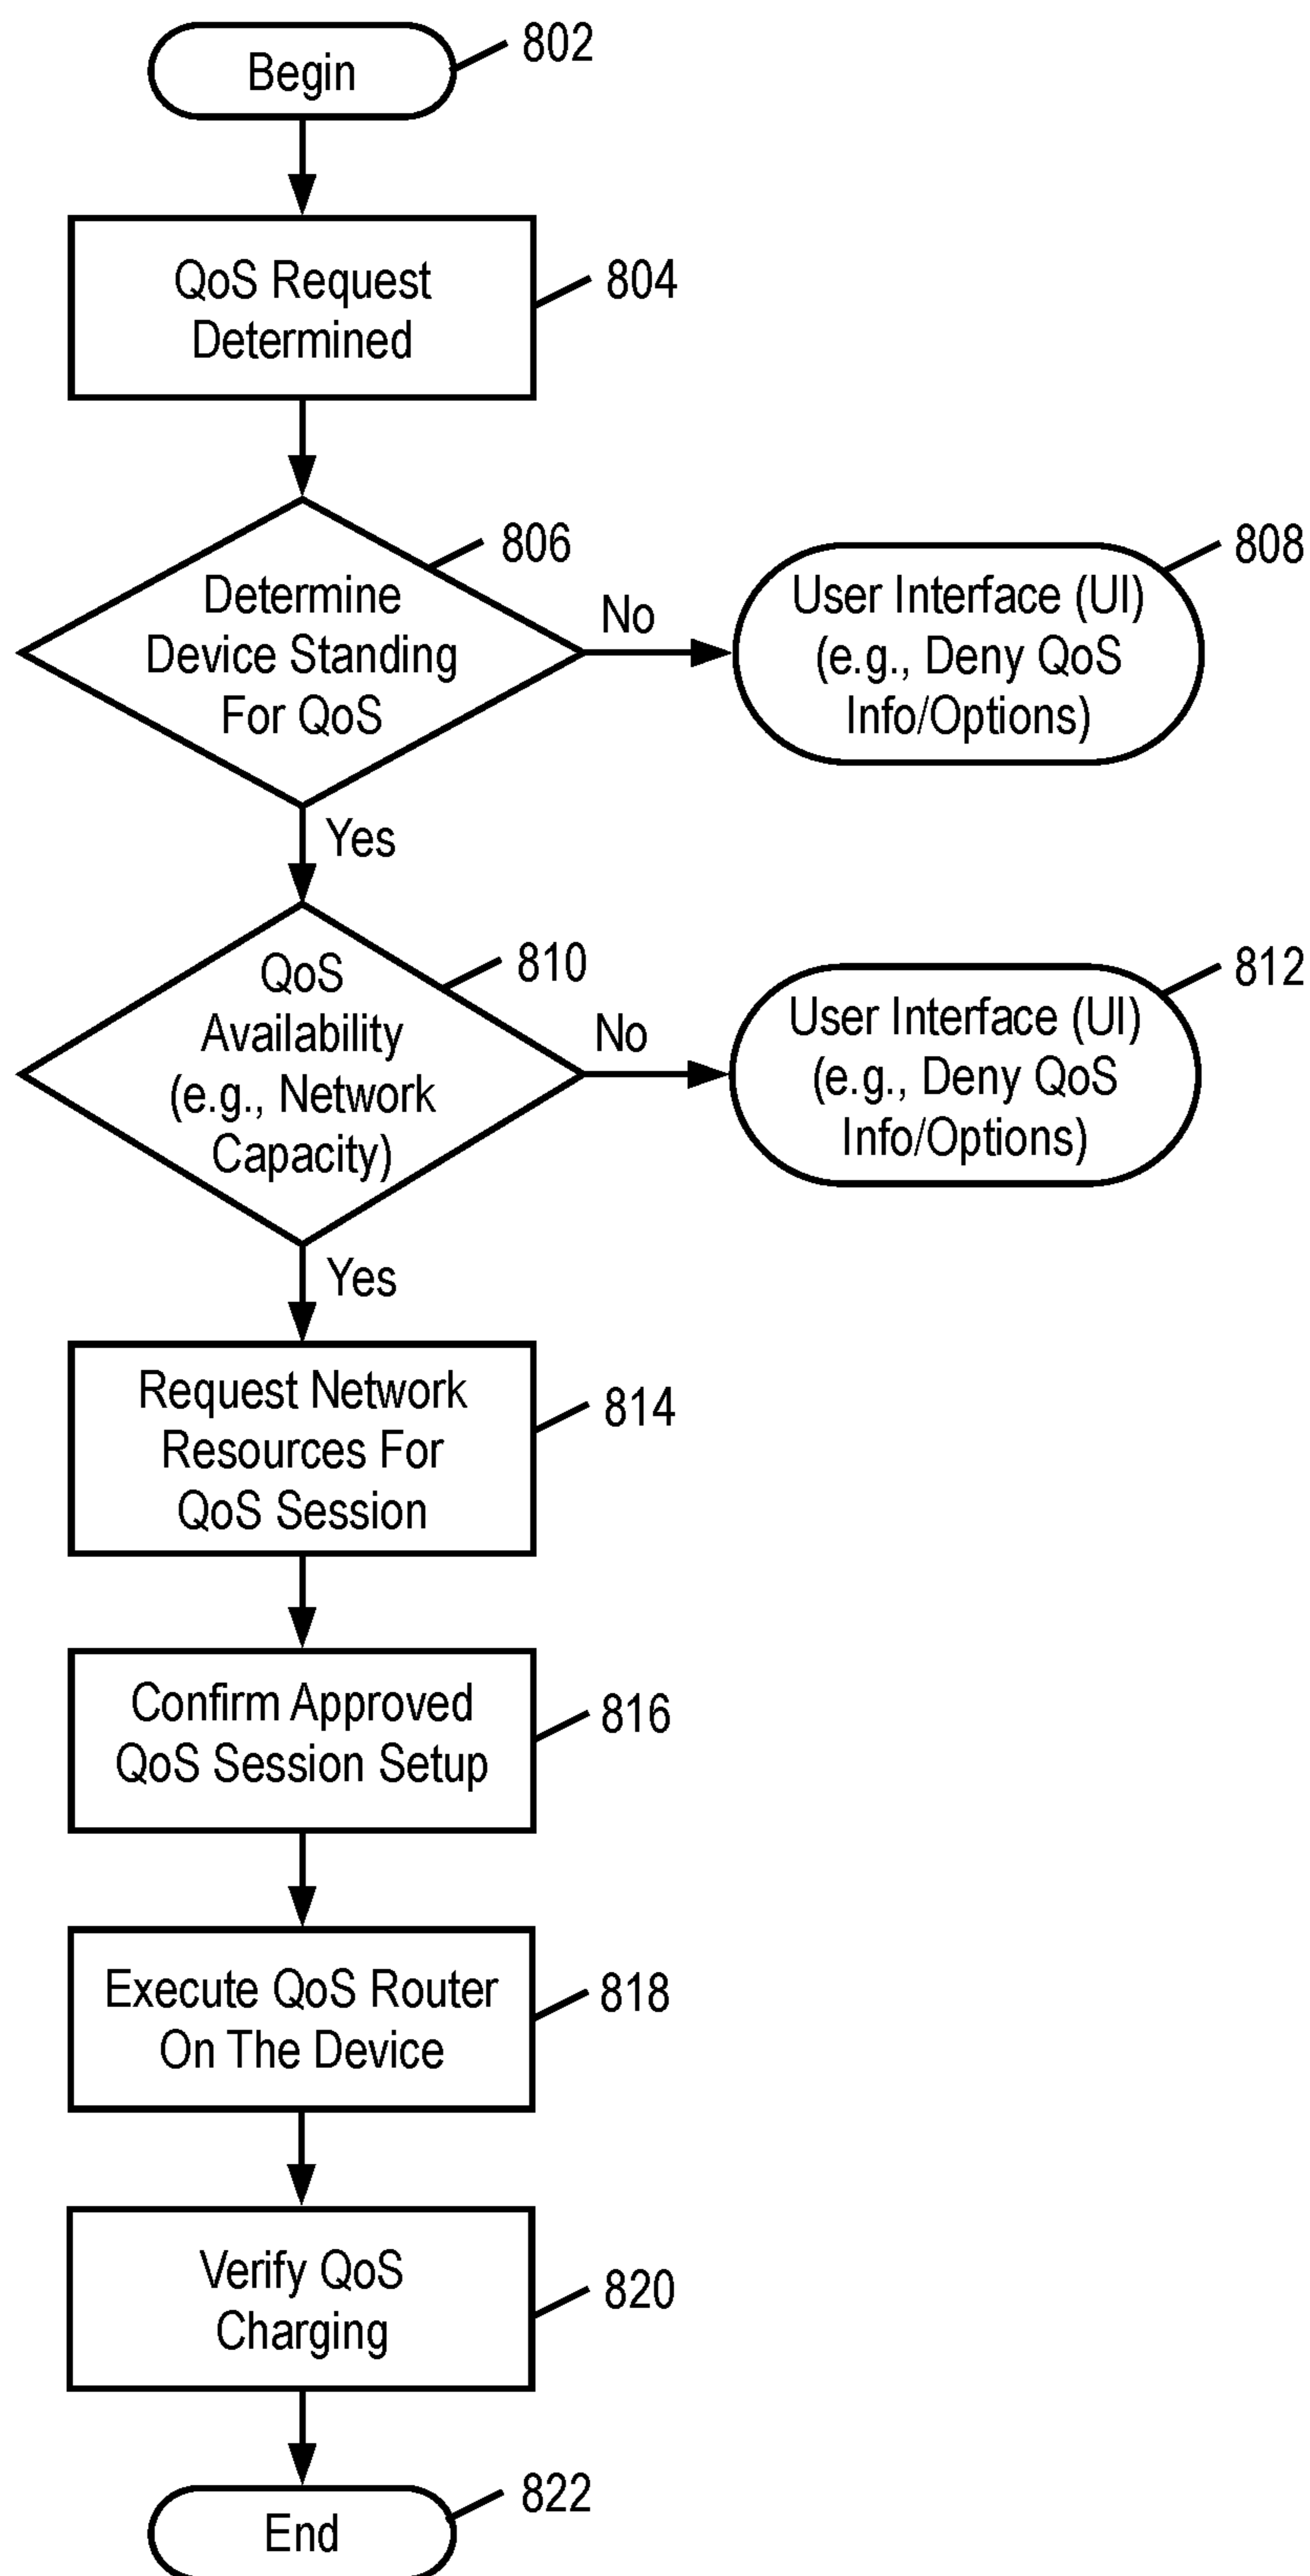 Begin
802
QoS Request
Determined
804
806
Determine
Device Standing
For QoS
No
808
User Interface (UI)
(e.g., Deny QoS
Info/Options)
Yes
810
QoS
Availability
(e.g., Network
Capacity)
No
812
User Interface (UI)
(e.g., Deny QoS
Info/Options)
Yes
Request Network
Resources For
QoS Session
814
Confirm Approved
QoS Session Setup
816
Execute QoS Router
On The Device
818
Verify QoS
Charging
820
End
822